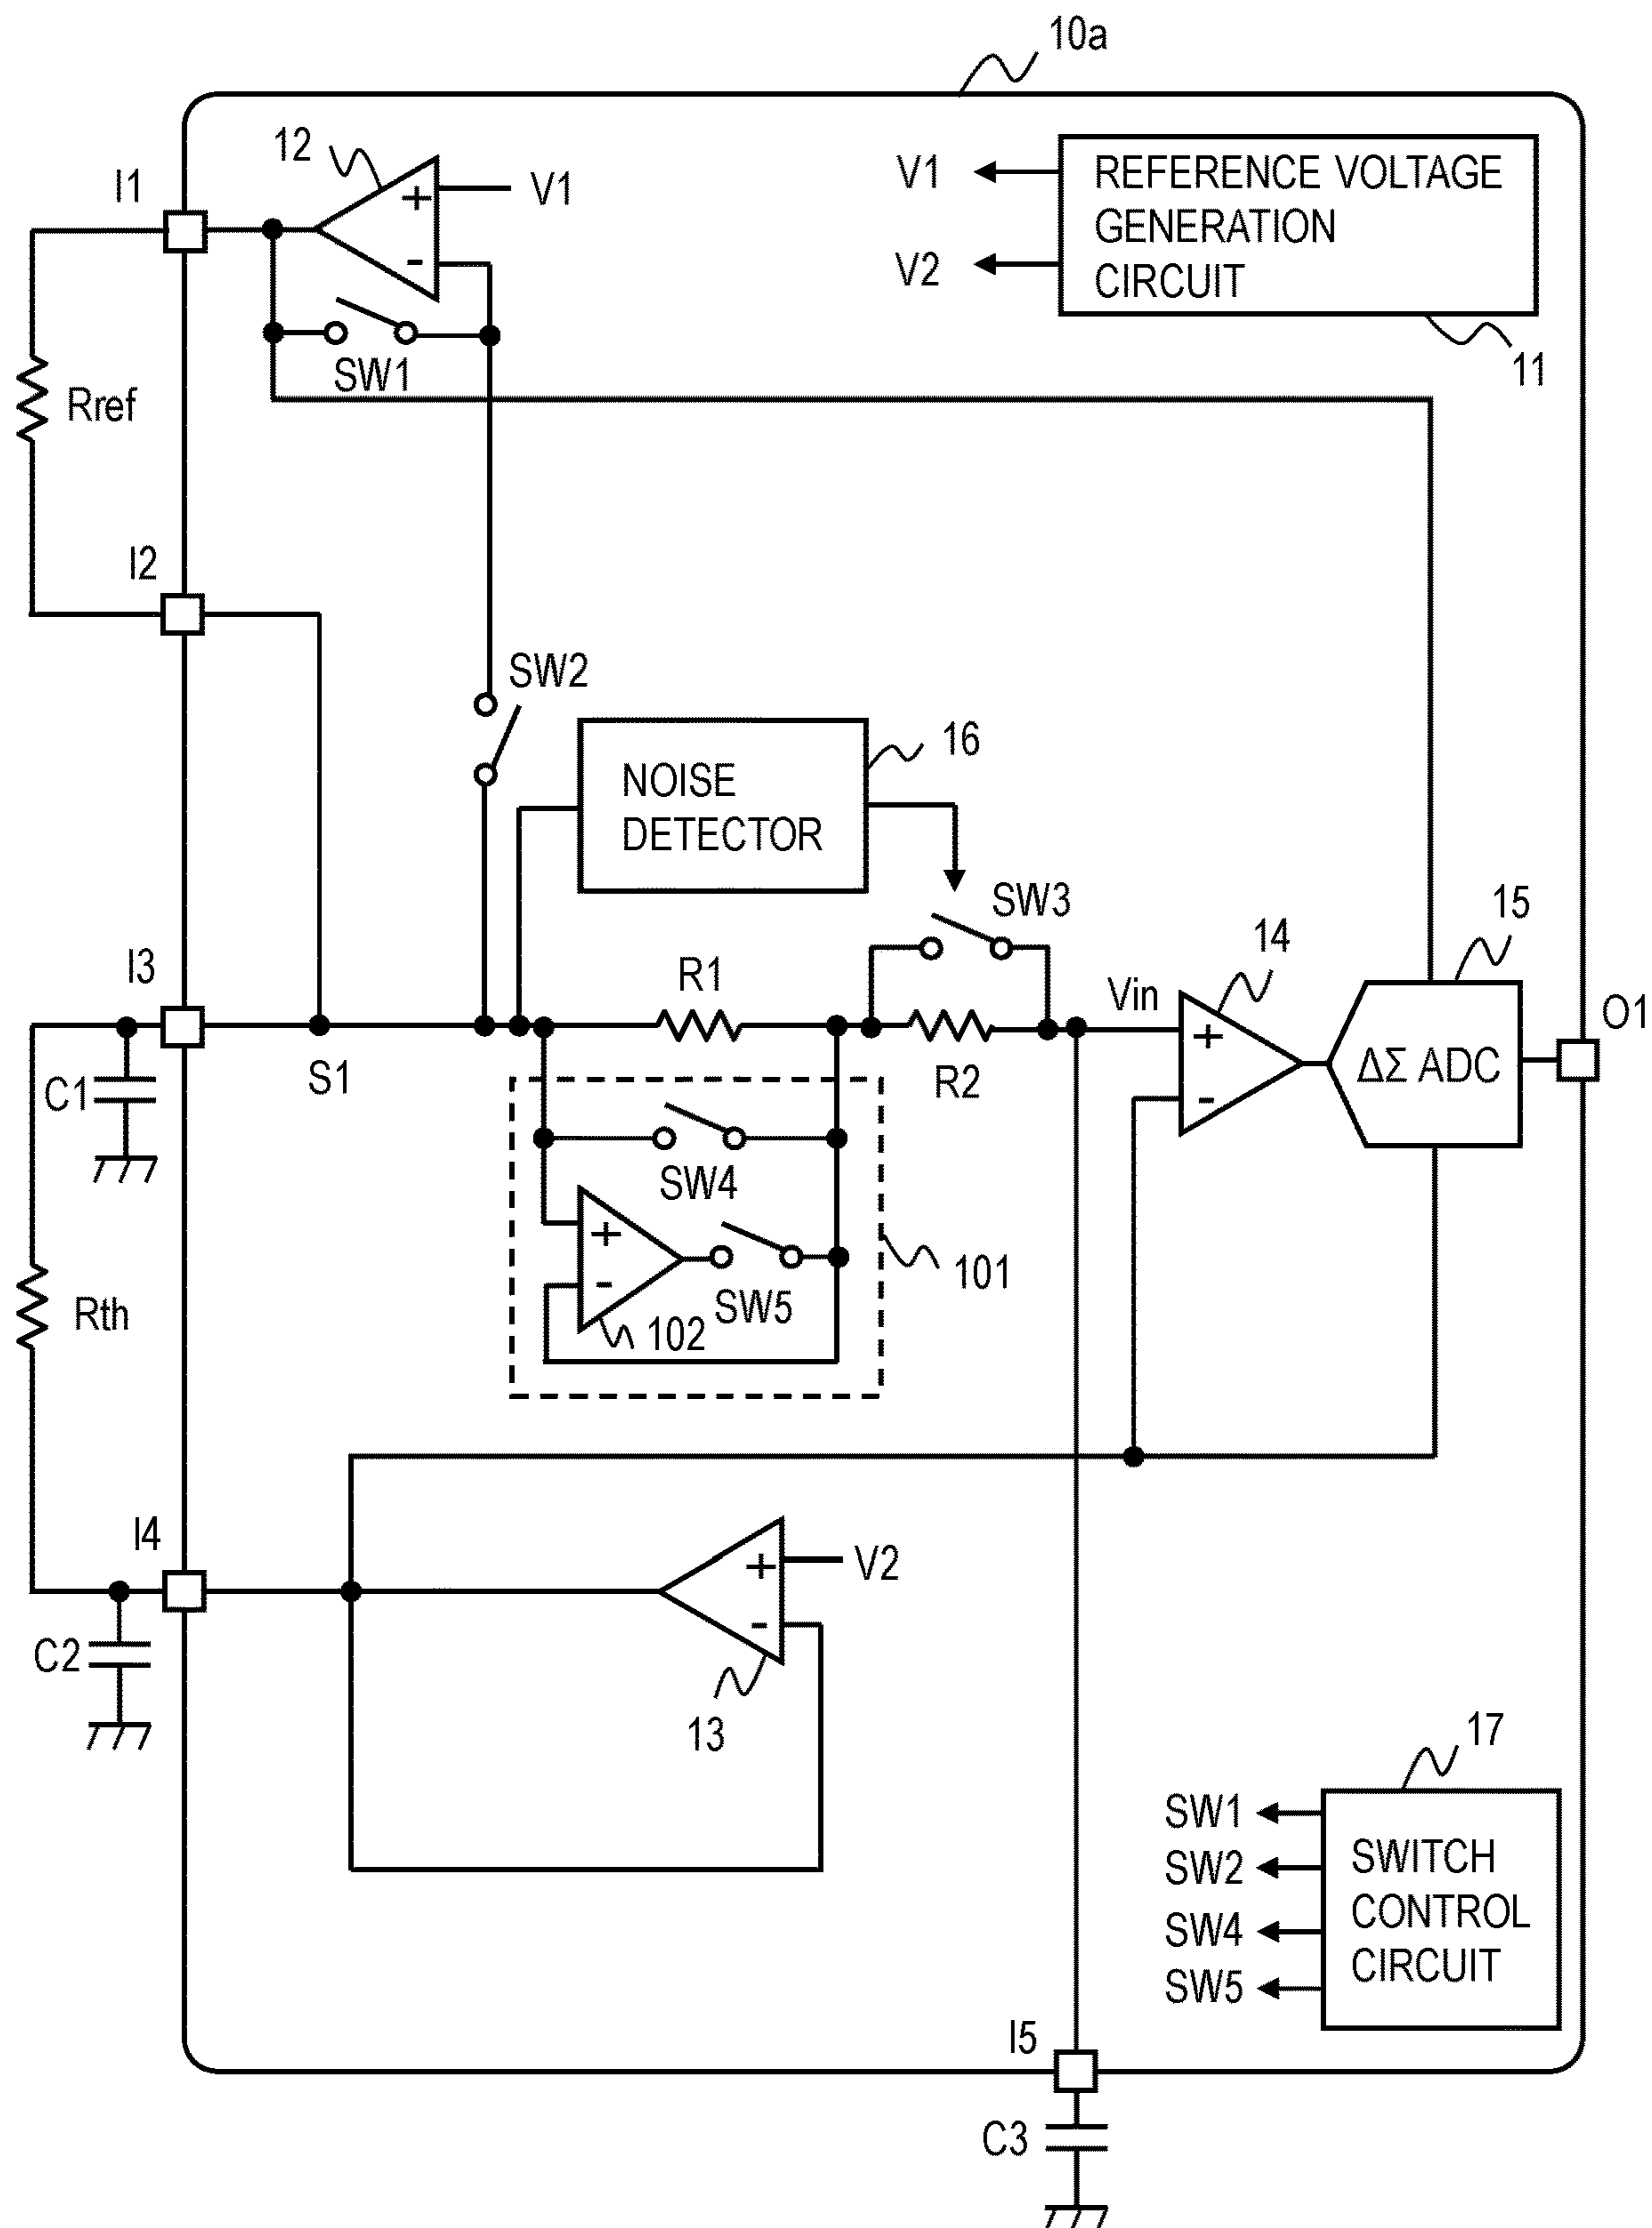 10a
12
I1
+
V1
-
V1
V2
REFERENCE VOLTAGE
GENERATION
CIRCUIT
11
SW1
Rref
I2
SW2
16
NOISE
DETECTOR
SW3
15
14
I3
R1
Vin
O1
+
-
ΔΣ ADC
C1
S1
R2
SW4
+
-
SW5
102
101
Rth
I4
+
V2
-
C2
13
17
SW1
SW2
SW4
SW5
SWITCH
CONTROL
CIRCUIT
I5
C3